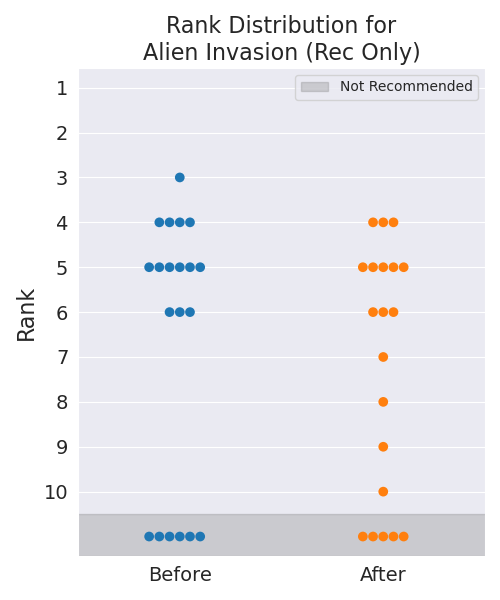 Rank Distribution for
Alien Invasion (Rec Only)
Not Recommended
1
2
3
4
5
6
7
8
9
10
Rank
Before
After